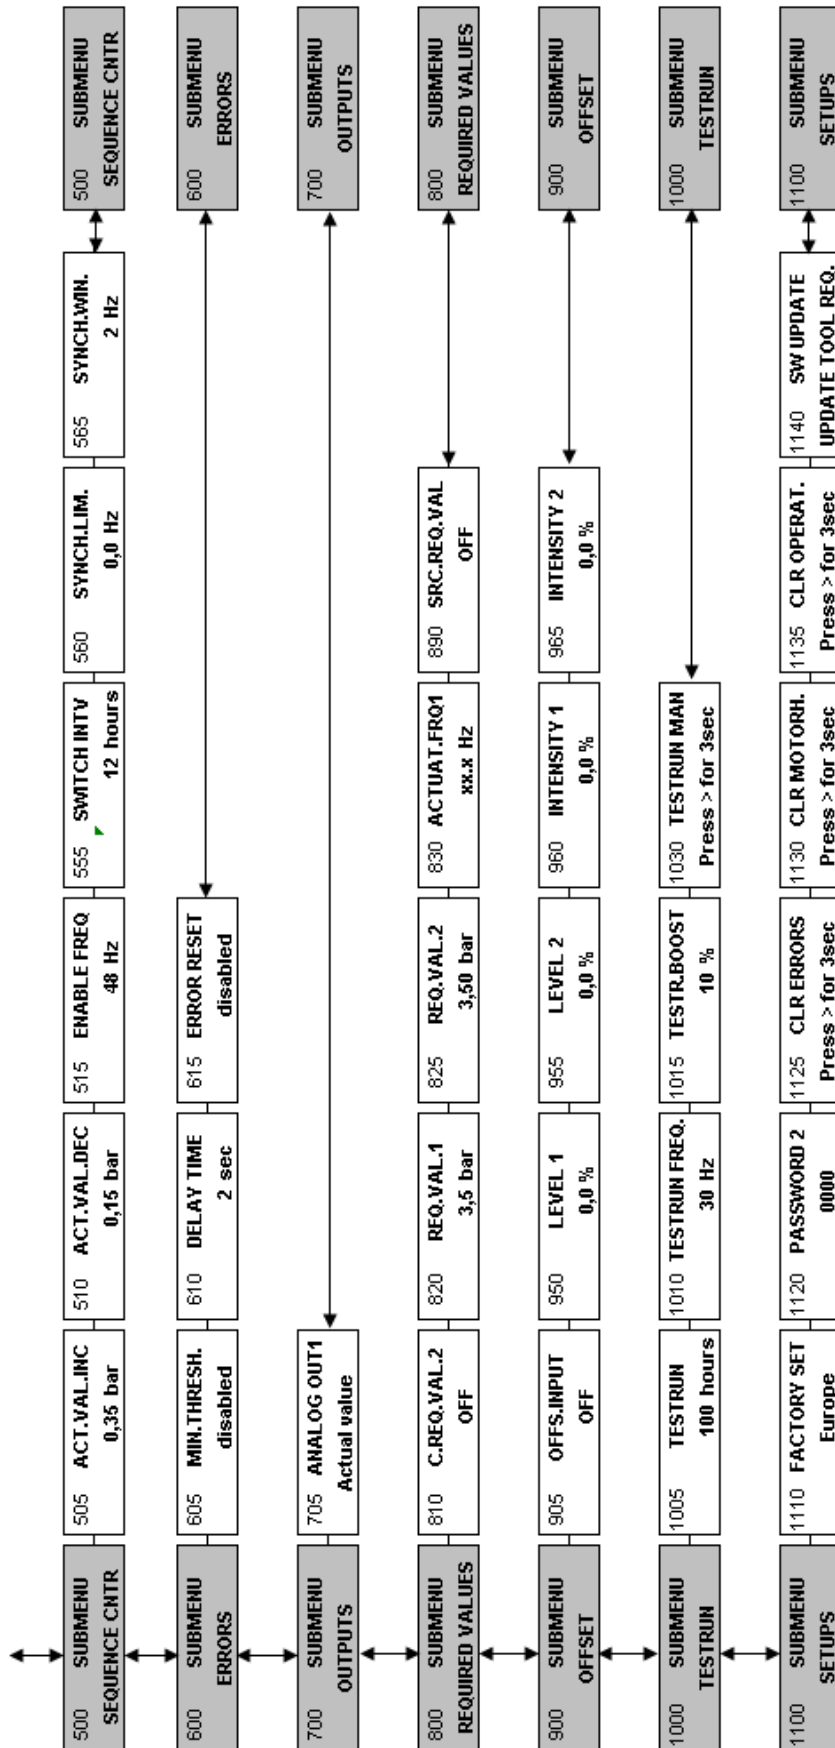 500 SUBMENU
SEQUENCE CNTR
505 ACT.VAL.INC
0,35 bar
510 ACT.VAL.DEC
0,15 bar
515 ENABLE FREQ
48 Hz
555 SWITCH INTV
12 hours
560 SYNCH.LIM.
0,0 Hz
565 SYNCH.WIN.
2 Hz
500 SUBMENU
SEQUENCE CNTR
600 SUBMENU
ERRORS
605 MIN.THRESH.
disabled
610 DELAY TIME
2 sec
615 ERROR RESET
disabled
600 SUBMENU
ERRORS
700 SUBMENU
OUTPUTS
705 ANALOG OUT1
Actual value
700 SUBMENU
OUTPUTS
800 SUBMENU
REQUIRED VALUES
810 C.REQ.VAL.2
OFF
820 REQ.VAL.1
3,5 bar
825 REQ.VAL.2
3,50 bar
830 ACTUAT.FRQ1
xx.x Hz
890 SRC.REQ.VAL
OFF
800 SUBMENU
REQUIRED VALUES
900 SUBMENU
OFFSET
905 OFFS.INPUT
OFF
950 LEVEL 1
0,0 %
955 LEVEL 2
0,0 %
960 INTENSITY 1
0,0 %
965 INTENSITY 2
0,0 %
900 SUBMENU
OFFSET
1000 SUBMENU
TESTRUN
1005 TESTRUN
100 hours
1010 TESTRUN FREQ.
30 Hz
1015 TESTR.BOOST
10 %
1030 TESTRUN MAN
Press > for 3sec
1000 SUBMENU
TESTRUN
1100 SUBMENU
SETUPS
1110 FACTORY SET
Europe
1120 PASSWORD 2
0000
1125 CLR ERRORS
Press > for 3sec
1130 CLR MOTORH.
Press > for 3sec
1135 CLR OPERAT.
Press > for 3sec
1140 SW UPDATE
UPDATE TOOL REQ.
1100 SUBMENU
SETUPS